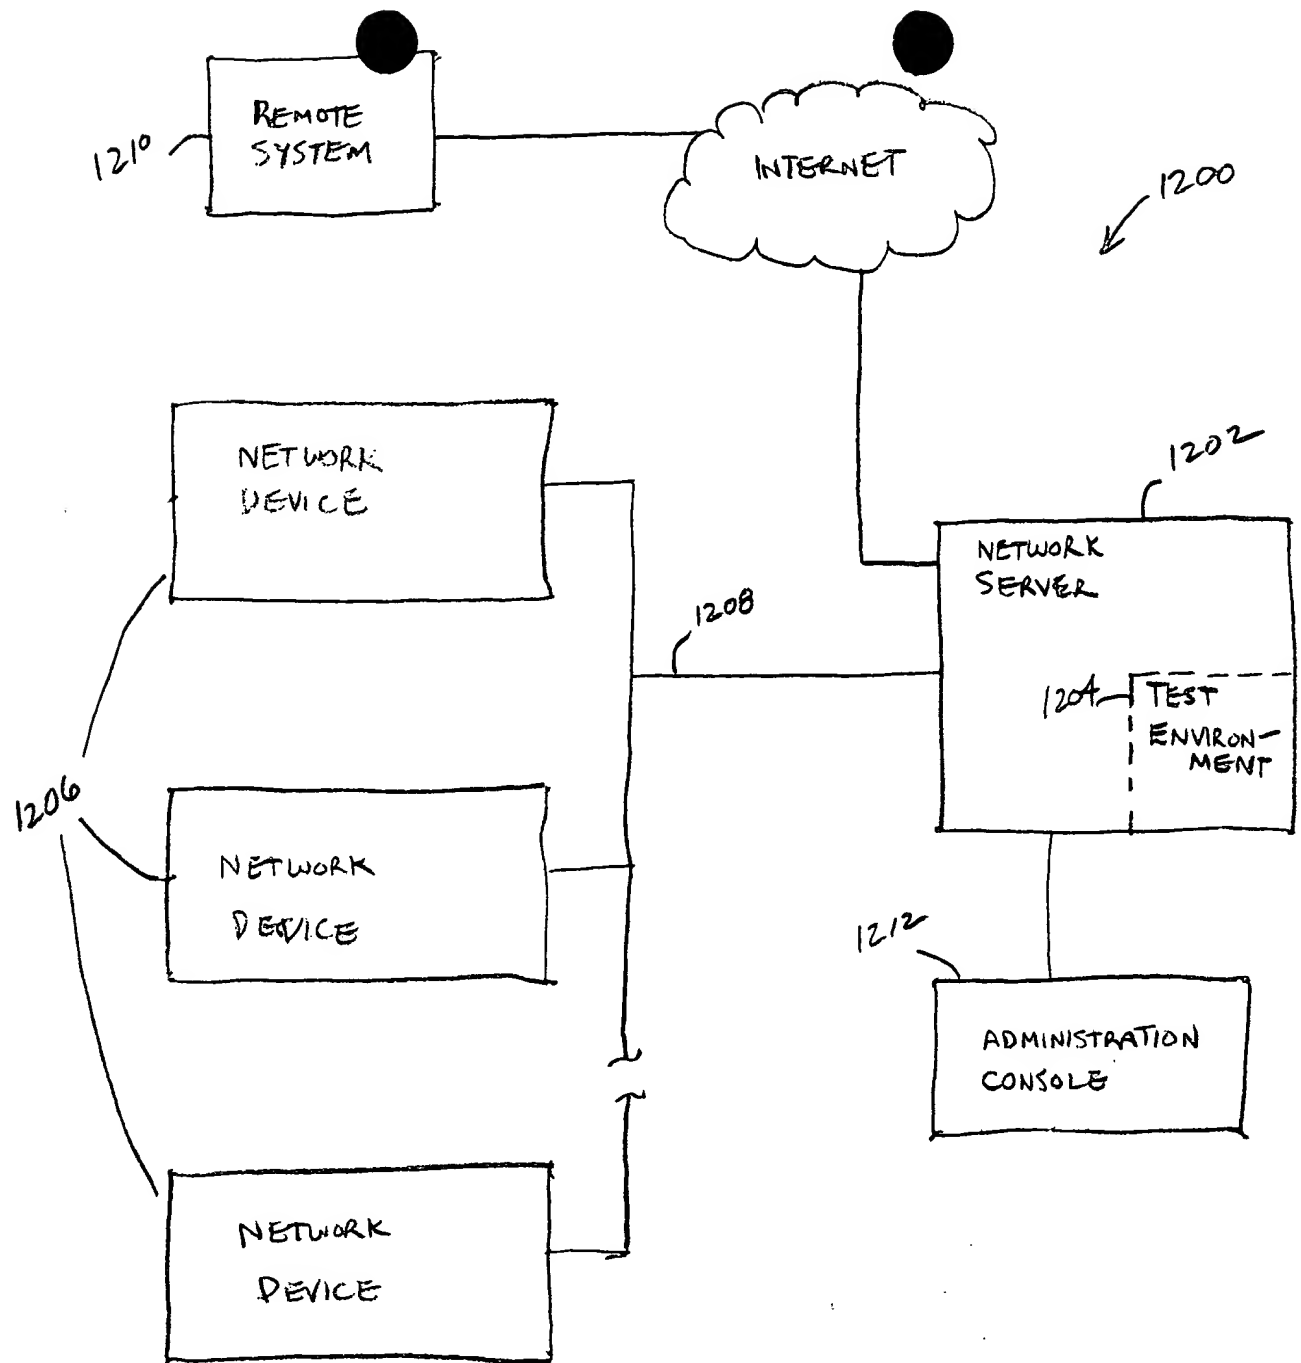 REMOTE
SYSTEM
1210
INTERNET
1200
NETWORK
DEVICE
1202
NETWORK
SERVER
1208
1204
TEST
ENVIRON-
MENT
1206
NETWORK
DEVICE
1212
ADMINISTRATION
CONSOLE
NETWORK
DEVICE